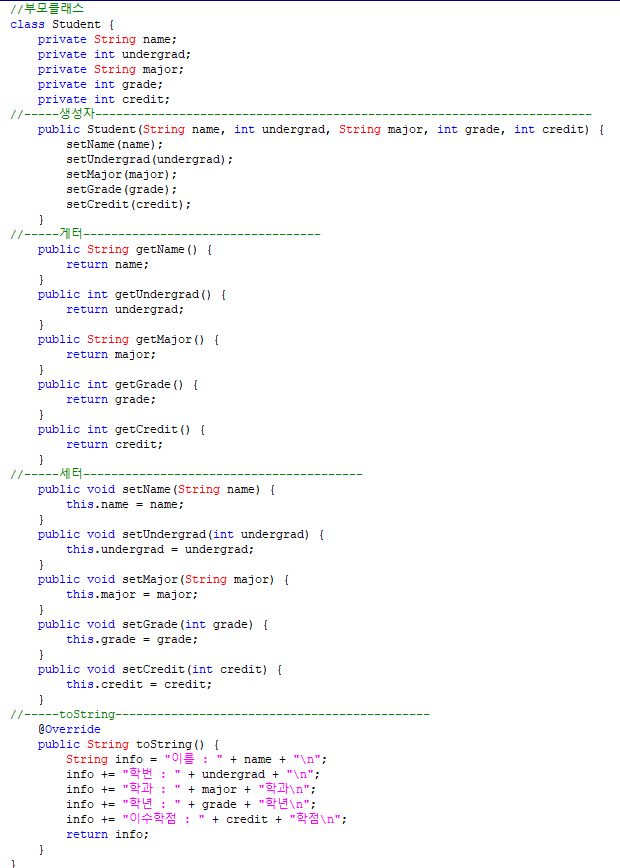 //부모클래스
class Student {
    private String name;
    private int undergrad;
    private String major;
    private int grade;
    private int credit;
//-----생성자-----------------------------------------------------------------------
    public Student(String name, int undergrad, String major, int grade, int credit) {
        setName(name);
        setUndergrad(undergrad);
        setMajor(major);
        setGrade(grade);
        setCredit(credit);
    }
//-----게터----------------------------------
    public String getName() {
        return name;
    }
    public int getUndergrad() {
        return undergrad;
    }
    public String getMajor() {
        return major;
    }
    public int getGrade() {
        return grade;
    }
    public int getCredit() {
        return credit;
    }
//-----세터----------------------------------------
    public void setName(String name) {
        this.name = name;
    }
    public void setUndergrad(int undergrad) {
        this.undergrad = undergrad;
    }
    public void setMajor(String major) {
        this.major = major;
    }
    public void setGrade(int grade) {
        this.grade = grade;
    }
    public void setCredit(int credit) {
        this.credit = credit;
    }
//-----toString---------------------------------------------
    @Override
    public String toString() {
        String info = "이름 : " + name + "\n";
        info += "학번 : " + undergrad + "\n";
        info += "학과 : " + major + "학과\n";
        info += "학년 : " + grade + "학년\n";
        info += "이수학점 : " + credit + "학점\n";
        return info;
    }
}